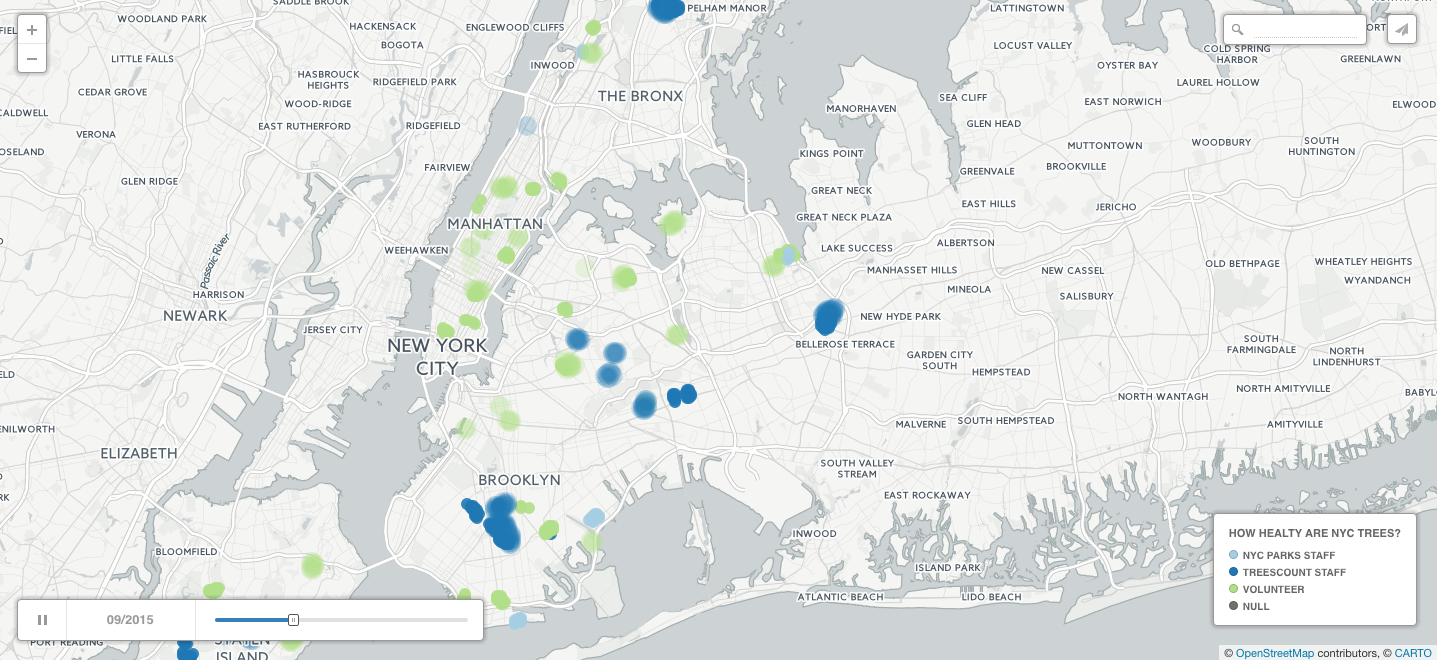 SADDLE BROOK
PELHAM MANOR
LATTINGTOWN
WOODLAND PARK
HACKENSACK
ENGLEWOOD CLIFFS
BOGOTA
LOCUST VALLEY
COLD SPRING
HARBOR
LITTLE FALLS
INWOOD
OYSTER BAY
GREENLAWN
HASBROUCK
HEIGHTS
RIDGEFIELD PARK
LAUREL HOLLOW
CEDAR GROVE
THE BRONX
SEA CLIFF
EAST NORWICH
WOOD-RIDGE
MANORHAVEN
ELWOOD
CALDWELL
EAST RUTHERFORD
RIDGEFIELD
GLEN HEAD
VERONA
WOODBURY
SOUTH
HUNTINGTON
MUTTONTOWN
KINGS POINT
FAIRVIEW
BROOKVILLE
GLEN RIDGE
GREENVALE
GREAT NECK
EAST HILLS
JERICHO
GREAT NECK PLAZA
MANHATTAN
WEEHAWKEN
LAKE SUCCESS
ALBERTSON
Passaic River
OLD BETHPAGE
WHEATLEY HEIGHTS
MANHASSET HILLS
NEW CASSEL
WYANDANCH
HARRISON
MINEOLA
SALISBURY
NEWARK
NEW HYDE PARK
JERSEY CITY
NEW YORK
CITY
BELLEROSE TERRACE
SOUTH
FARMINGDALE
GARDEN CITY
SOUTH
NORTH
LINDENHURST
HEMPSTEAD
NORTH AMITYVILLE
NORTH WANTAGH
MALVERNE
SOUTH HEMPSTEAD
AMITYVILLE
ELIZABETH
SOUTH VALLEY
STREAM
BROOKLYN
EAST ROCKAWAY
INWOOD
BLOOMFIELD
ISLAND PARK
ATLANTIC BEACH
LIDO BEACH
HOW HEALTY ARE NYC TREES?
NYC PARKS STAFF
TREESCOUNT STAFF
VOLUNTEER
NULL
09/2015
PORT READING
STATEN
ISLAND
© OpenStreetMap contributors, © CARTO